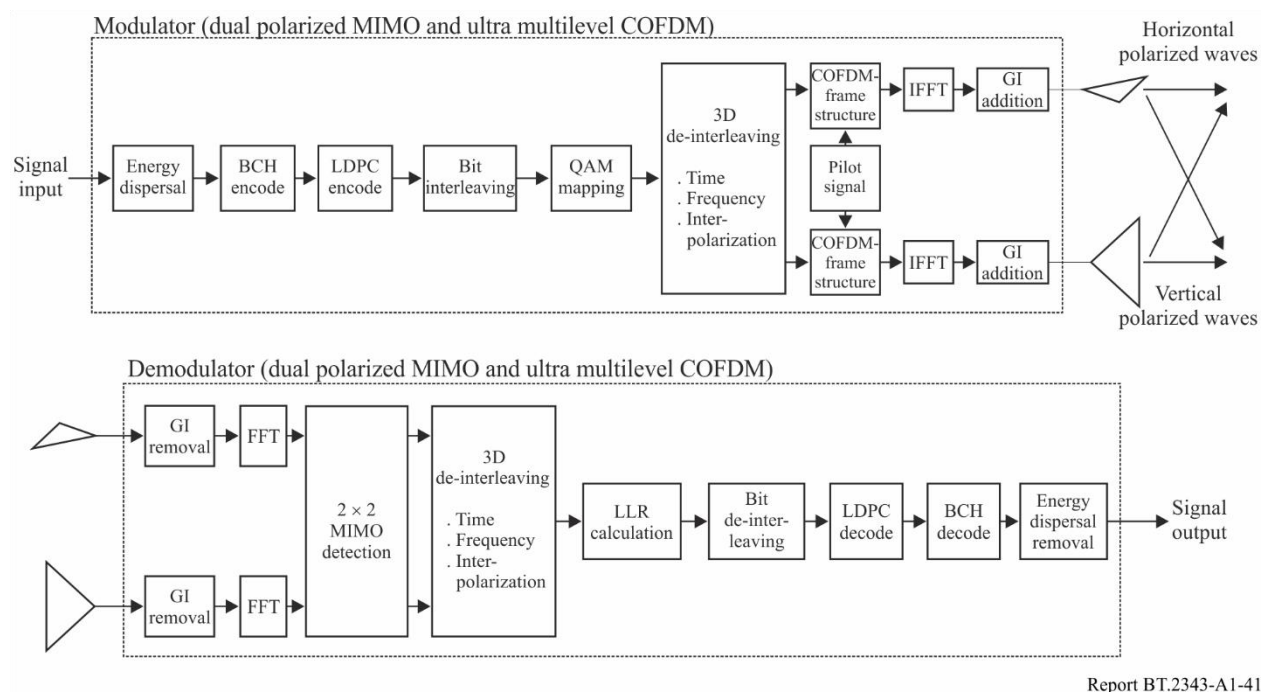 Modulator (dual polarized MIMO and ultra multilevel COFDM)
Horizontal
polarized waves
Signal
input
Energy
dispersal
BCH
encode
LDPC
encode
Bit
interleaving
QAM
mapping
3D
de-interleaving
. Time
. Frequency
. Inter-
polarization
COFDM-
frame
structure
IFFT
GI
addition
Pilot
signal
COFDM-
frame
structure
IFFT
GI
addition
Vertical
polarized waves
Demodulator (dual polarized MIMO and ultra multilevel COFDM)
GI
removal
FFT
GI
removal
FFT
2 × 2
MIMO
detection
3D
de-interleaving
. Time
. Frequency
. Inter-
polarization
LLR
calculation
Bit
de-inter-
leaving
LDPC
decode
BCH
decode
Energy
dispersal
removal
Signal
output
Report BT.2343-A1-41